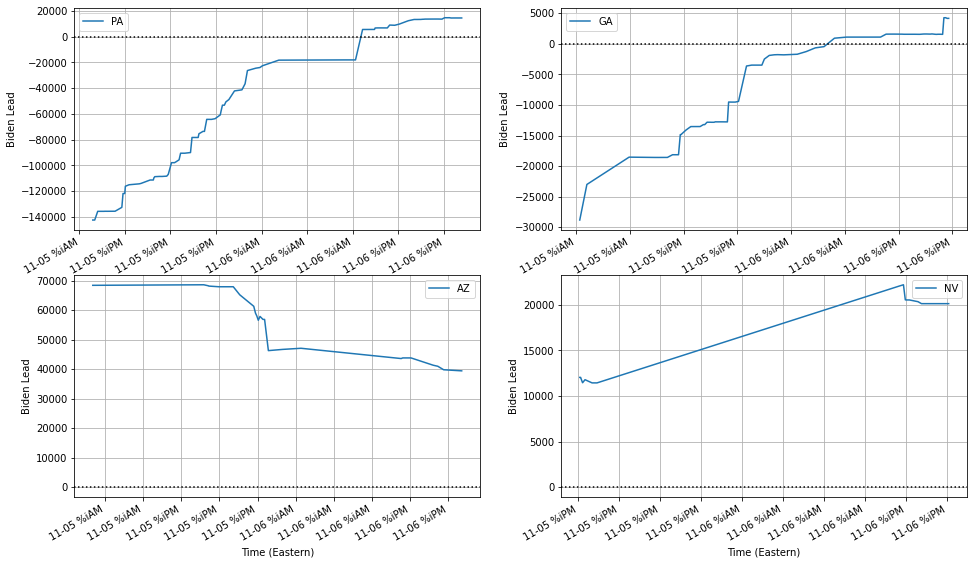 PA
Biden Lead
20000
0
−20000
−40000
−60000
−80000
−100000
−120000
−140000
11-05 %iAM
11-05 %iPM
11-05 %iPM
11-05 %iPM
11-06 %iAM
11-06 %iAM
11-06 %iAM
11-06 %iPM
11-06 %iPM
GA
Biden Lead
5000
0
−5000
−10000
−15000
−20000
−25000
−30000
11-05 %iAM
11-05 %iAM
11-05 %iPM
11-05 %iPM
11-06 %iAM
11-06 %iAM
11-06 %iPM
11-06 %iPM
AZ
Biden Lead
70000
60000
50000
40000
30000
20000
10000
0
11-05 %iAM
11-05 %iAM
11-05 %iPM
11-05 %iPM
11-05 %iPM
11-06 %iAM
11-06 %iAM
11-06 %iAM
11-06 %iPM
11-06 %iPM
Time (Eastern)
NV
Biden Lead
20000
15000
10000
5000
0
11-05 %iPM
11-05 %iPM
11-05 %iPM
11-05 %iPM
11-06 %iAM
11-06 %iAM
11-06 %iAM
11-06 %iAM
11-06 %iPM
11-06 %iPM
Time (Eastern)